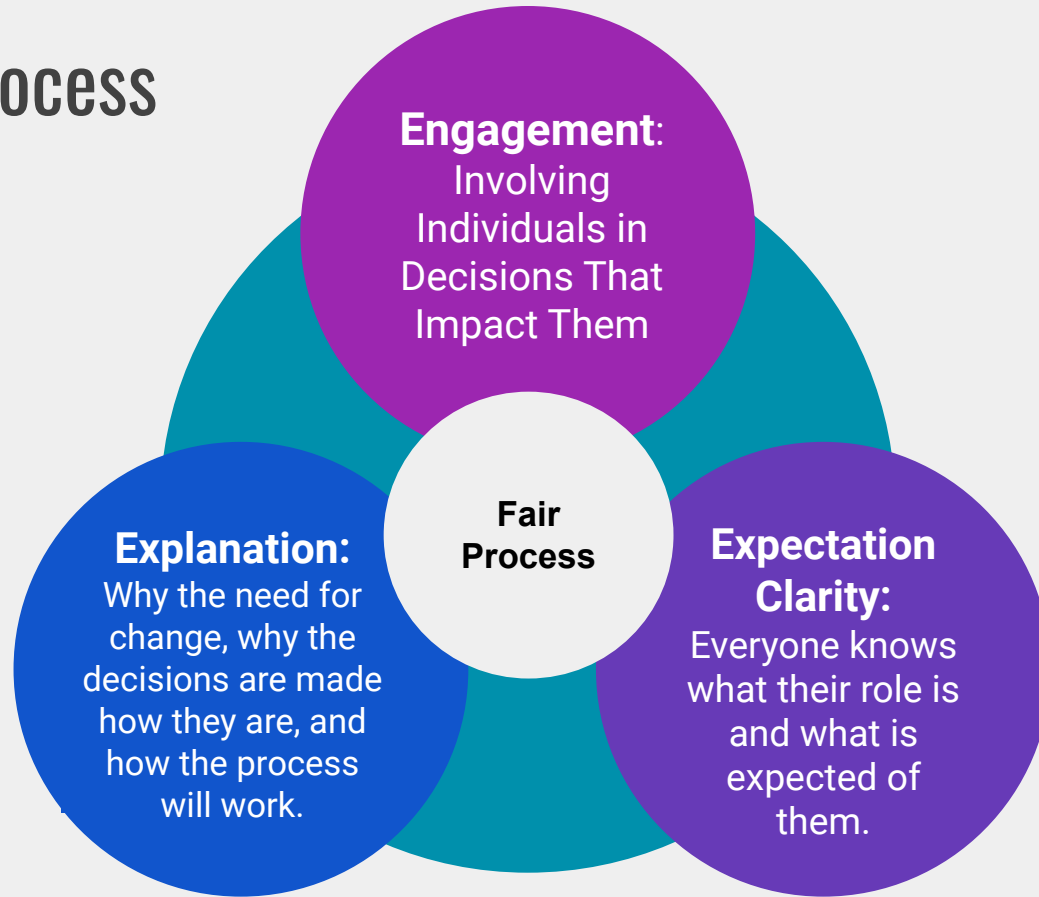 ocess
Engagement:
Involving
Individuals in
Decisions That
Impact Them
Fair
Process
Explanation:
Why the need for
change, why the
decisions are made
how they are, and
how the process
will work.
Expectation
Clarity:
Everyone knows
what their role is
and what is
expected of
them.